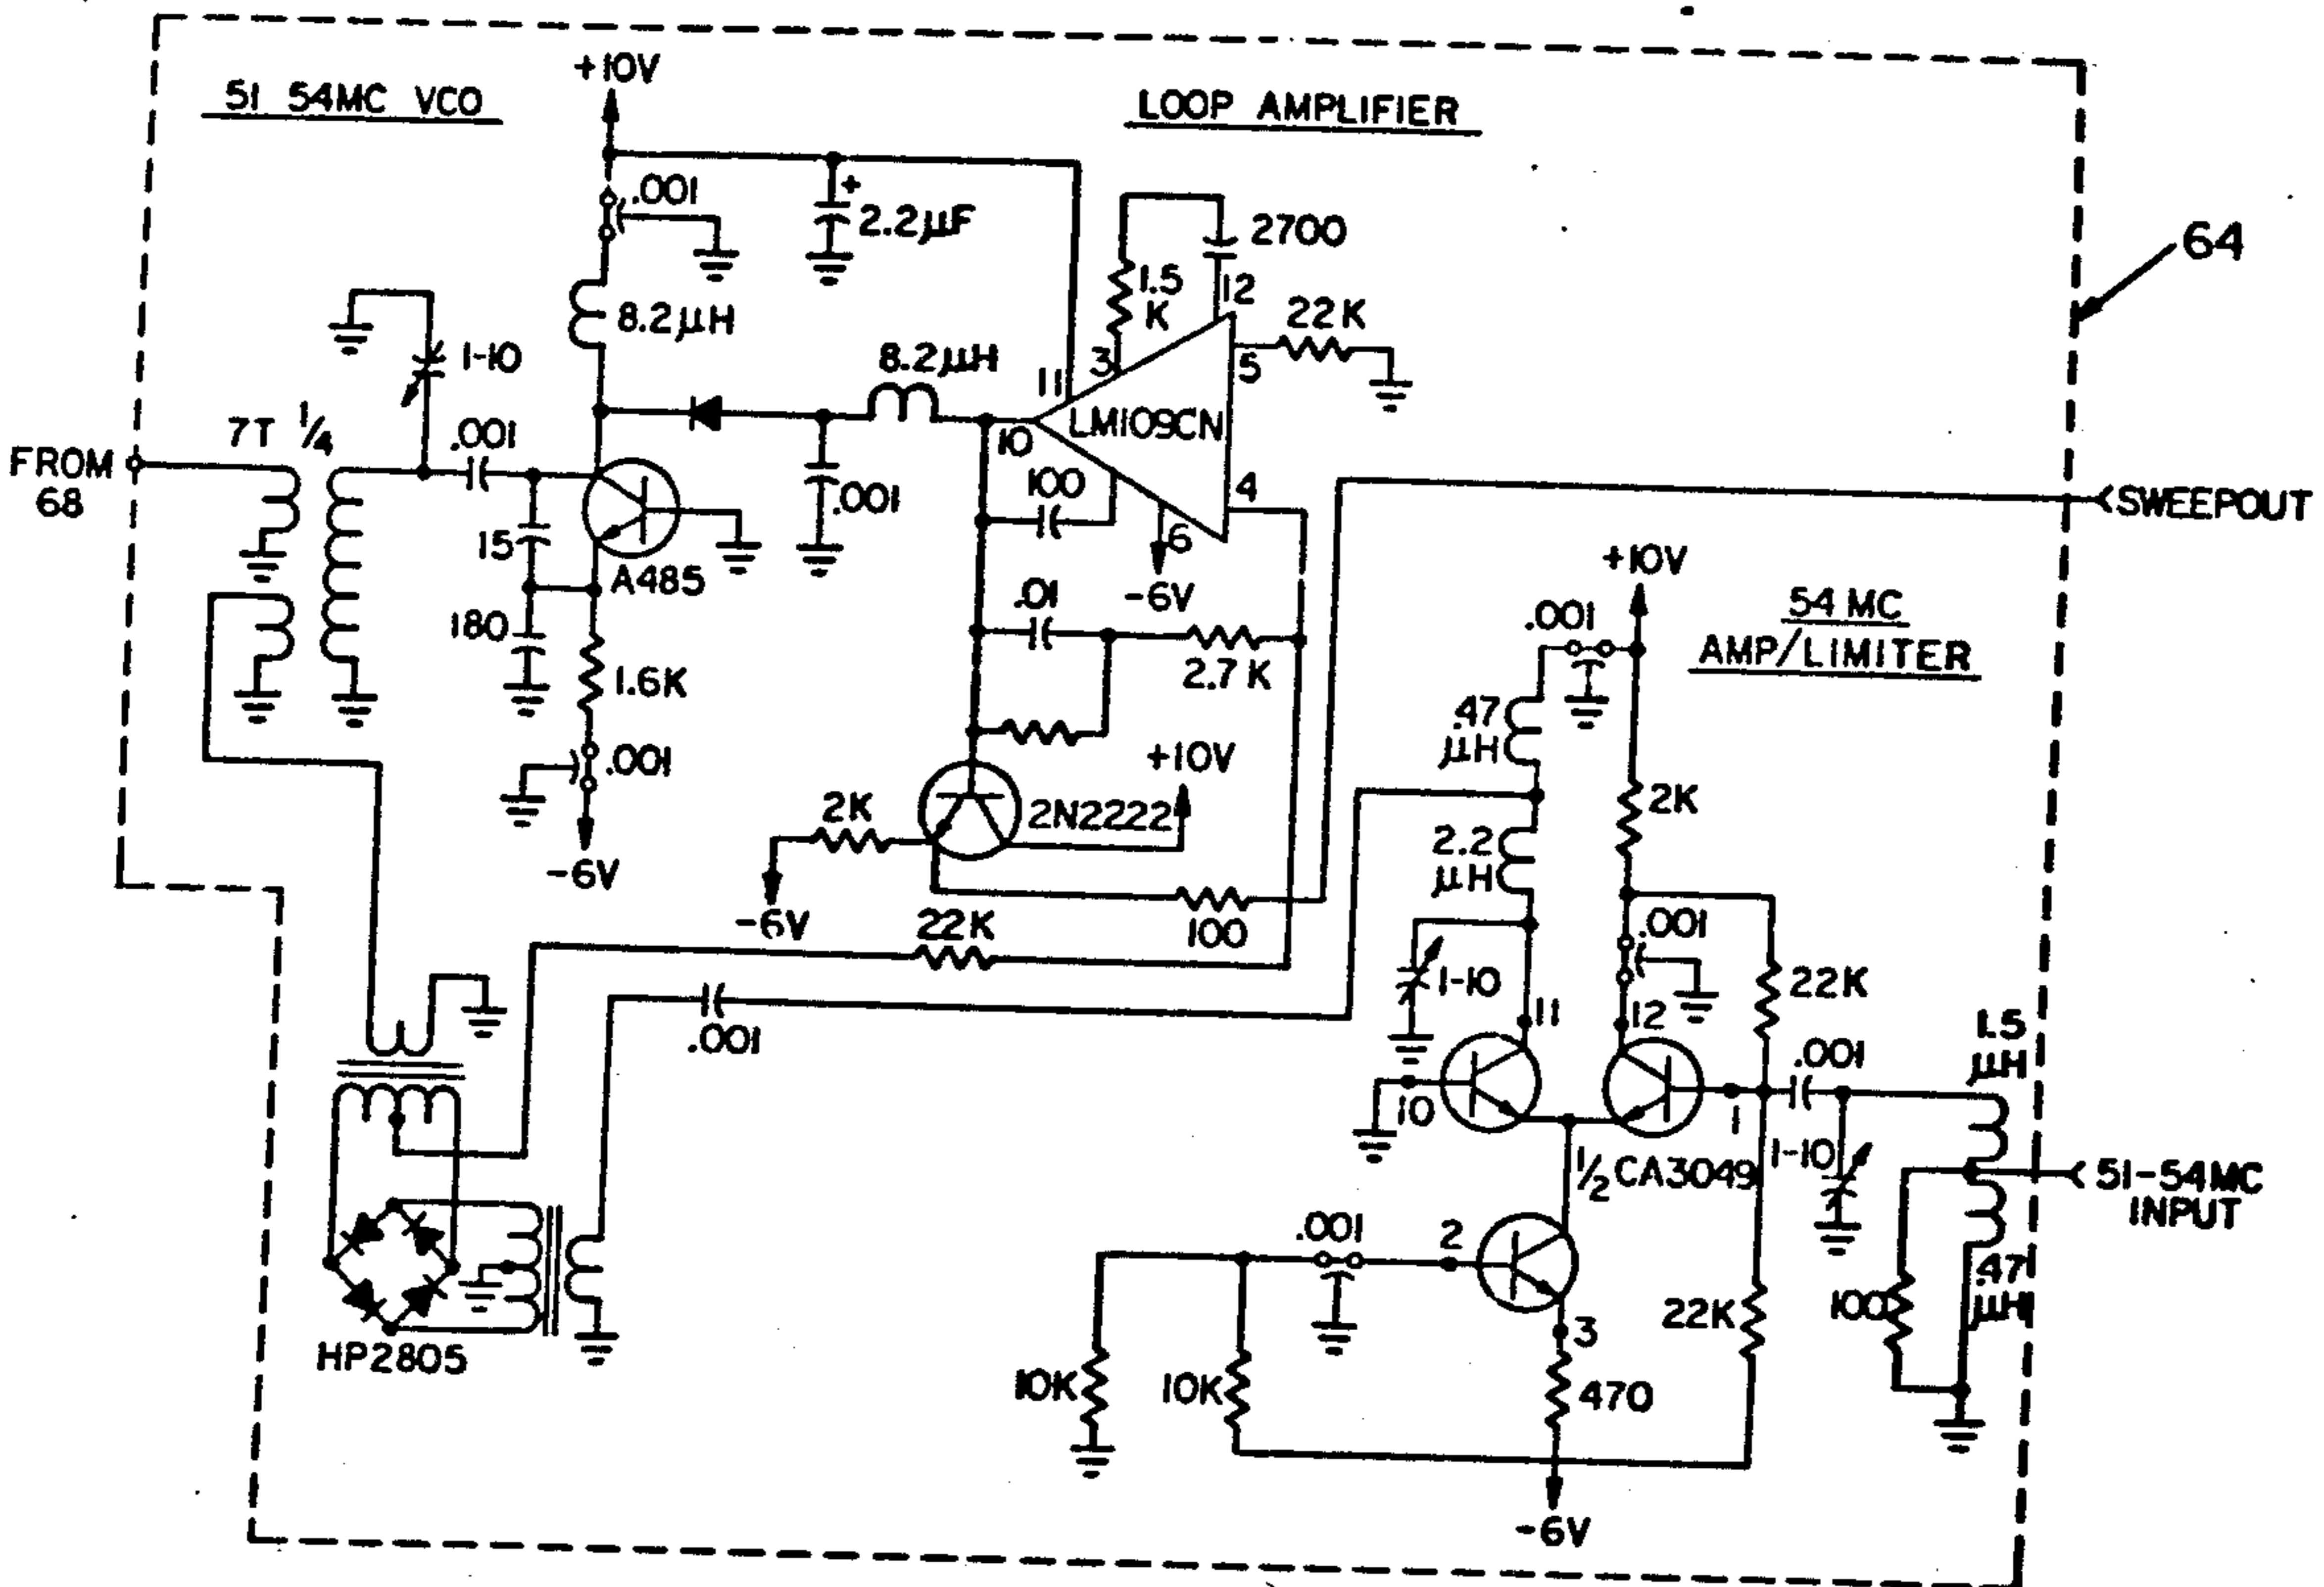 51 54MC VCO
+10V
LOOP AMPLIFIER
.001
2.2µF
2700
64
8.2µH
1.5
K
12
22K
1-10
8.2µH
11
3
5
7T 1/4
.001
LM109CN
FROM
68
10
100
4
.001
SWEEPOUT
15
A485
6
-6V
+10V
54 MC
AMP/LIMITER
.01
.001
180
1.6K
2.7K
.47
µH
.001
+10V
2K
2N2222
2K
2.2
µH
-6V
-6V
22K
100
.001
1-10
22K
.001
11
12
1.5
µH
.001
10
1
1-10
1/2 CA3049
51-54MC
INPUT
.001
2
.47
µH
HP2805
3
22K
100
10K
10K
470
-6V